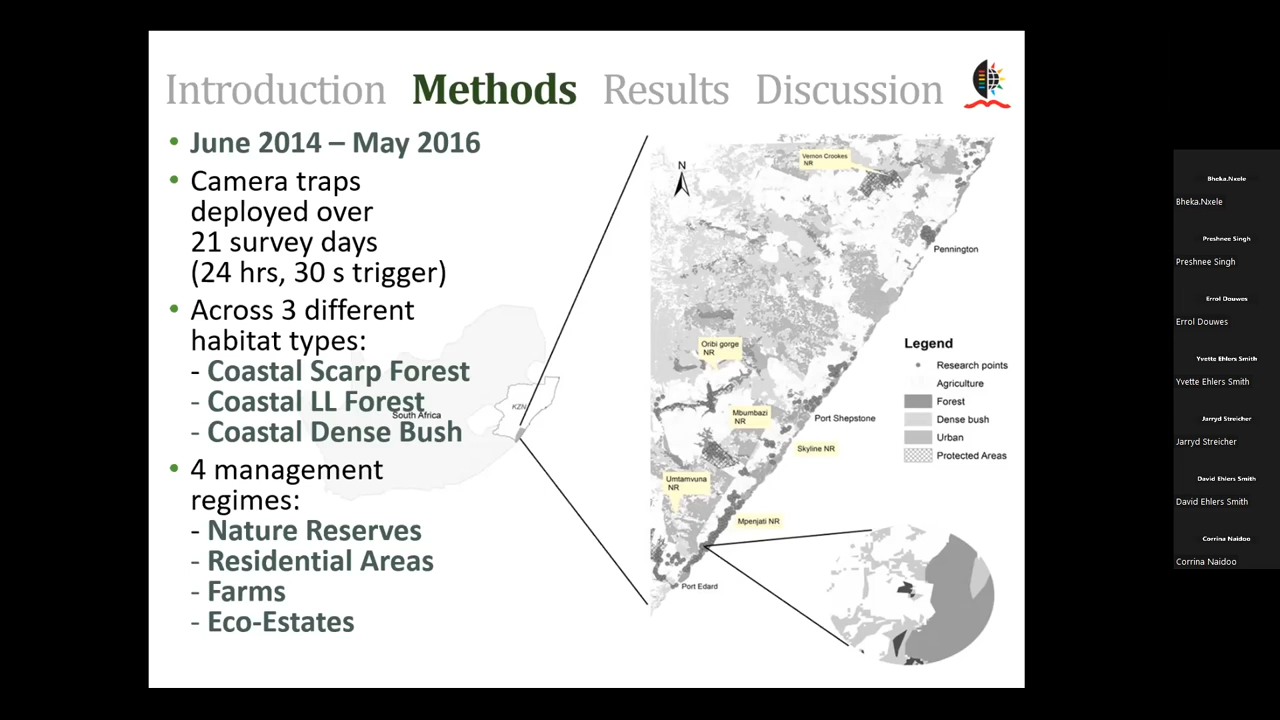 Introduction Methods Results Discussion
• June 2014 – May 2016
• Camera traps
deployed over
21 survey days
(24 hrs, 30 s trigger)
• Across 3 different
habitat types:
- Coastal Scarp Forest
- Coastal LL Forest
- Coastal Dense Bush
• 4 management
regimes:
- Nature Reserves
- Residential Areas
- Farms
- Eco-Estates
South Africa
KZN
N
Vernon Crookes
NR
Pennington
Oribi gorge
NR
Mbumbazi
NR
Port Shepstone
Skyline NR
Umtamvuna
NR
Mpenjati NR
Port Edard
Legend
Research points
Agriculture
Forest
Dense bush
Urban
Protected Areas
Bheka.Nxele
Bheka.Nxele
Preshnee Singh
Preshnee Singh
Errol Douwes
Errol Douwes
Yvette Ehlers Smith
Yvette Ehlers Smith
Jarryd Streicher
Jarryd Streicher
David Ehlers Smith
David Ehlers Smith
Corrina Naidoo
Corrina Naidoo